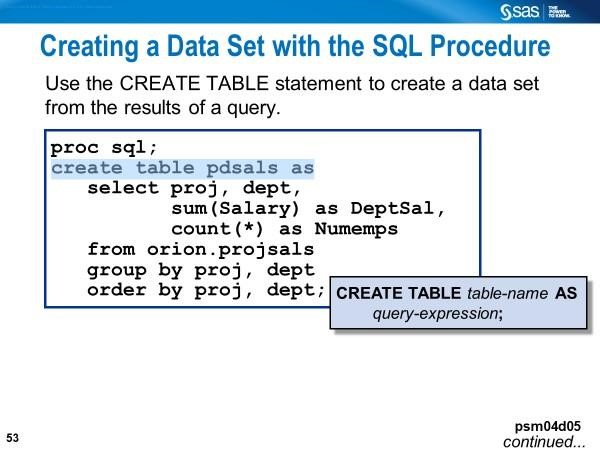 sas THE POWER TO KNOW.
Creating a Data Set with the SQL Procedure
Use the CREATE TABLE statement to create a data set
from the results of a query.
proc sql;
create table pdsals as
select proj, dept,
sum(Salary) as DeptSal,
count(*) as Numemps
from orion.projsals
group by proj, dept
order by proj, dept;
CREATE TABLE table-name AS
query-expression;
53
psm04d05
continued...